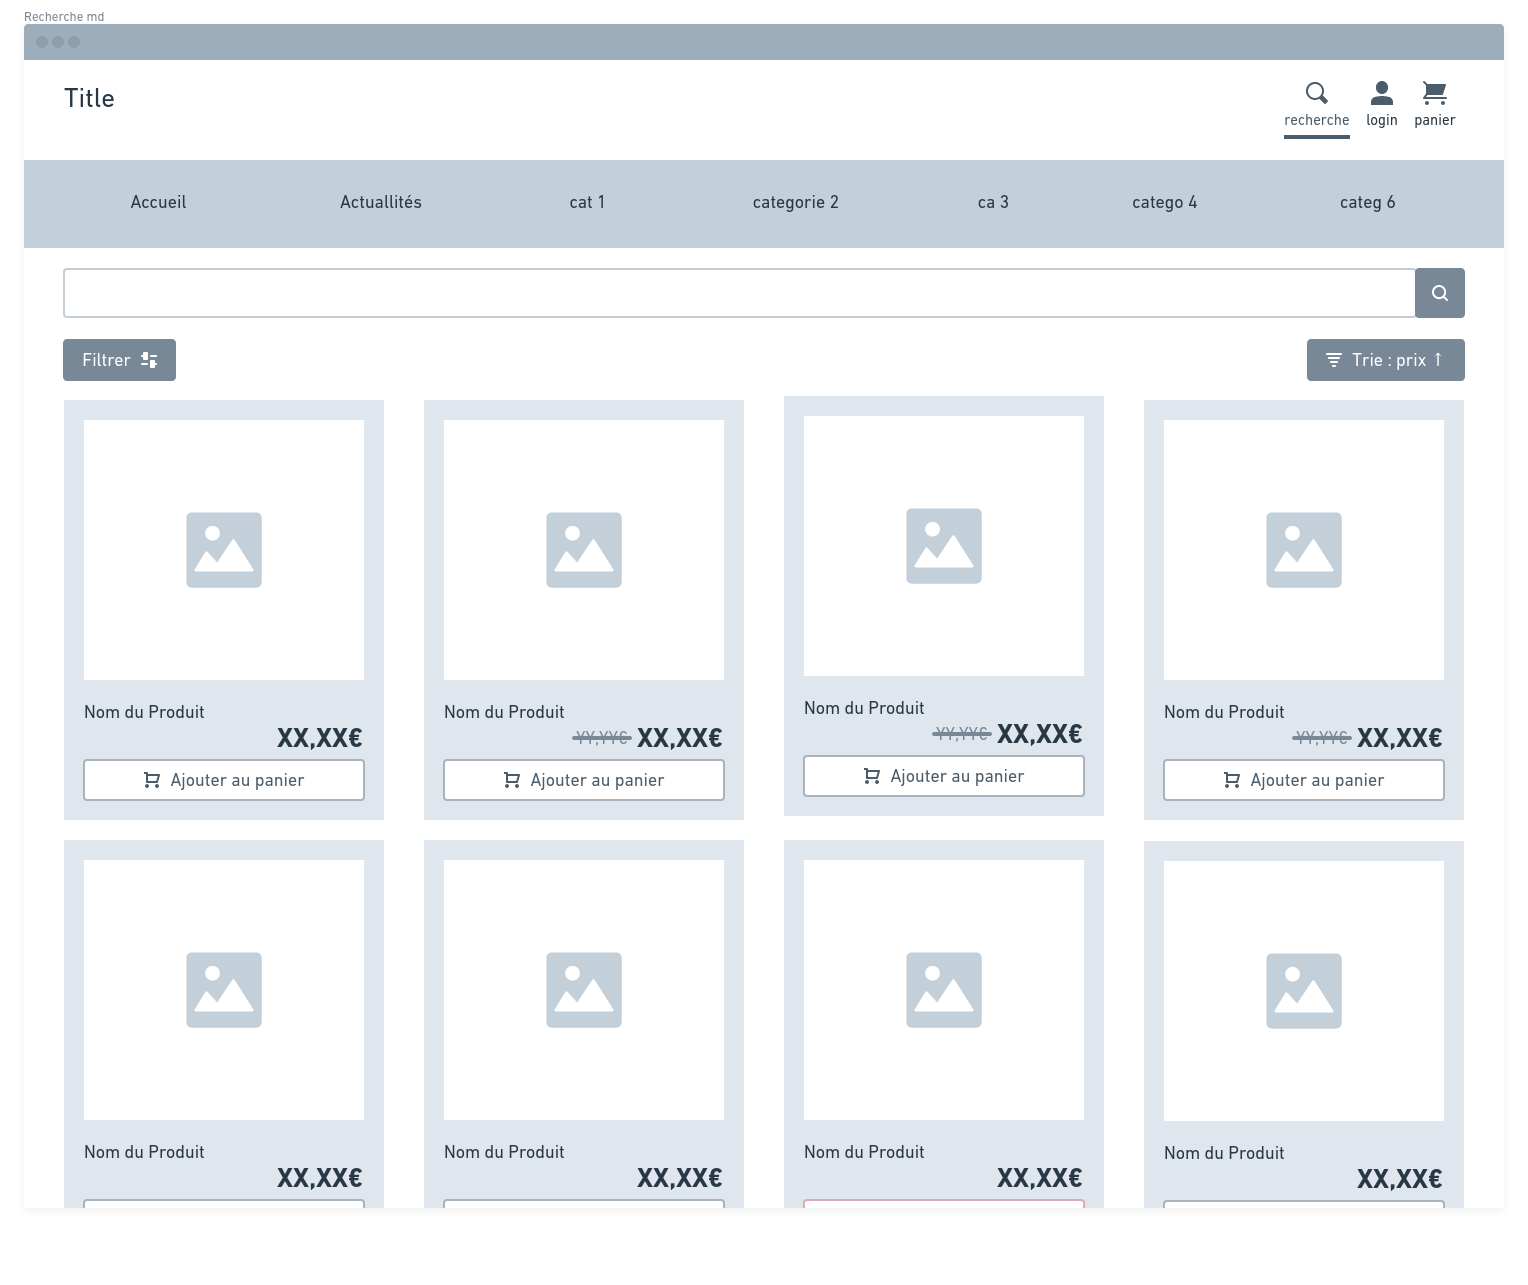 Recherche md
Title
recherche
login
panier
Accueil
Actuallités
cat 1
categorie 2
ca 3
catego 4
categ 6
Filtrer
Trie : prix ↑
Nom du Produit
XX,XX€
Ajouter au panier
Nom du Produit
YY,YY€ XX,XX€
Ajouter au panier
Nom du Produit
YY,YY€ XX,XX€
Ajouter au panier
Nom du Produit
YY,YY€ XX,XX€
Ajouter au panier
Nom du Produit
XX,XX€
Nom du Produit
XX,XX€
Nom du Produit
XX,XX€
Nom du Produit
XX,XX€